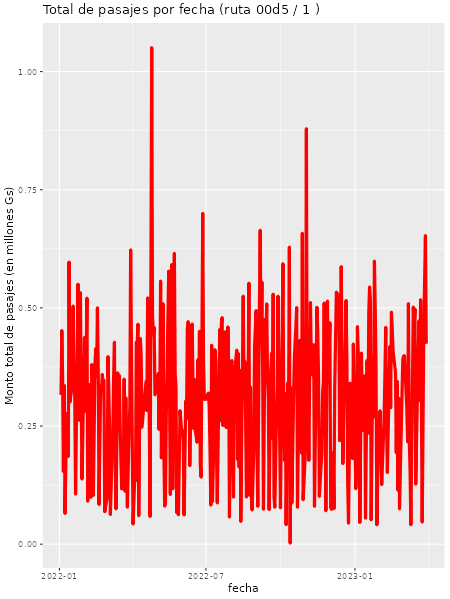 Total de pasajes por fecha (ruta 00d5 / 1 )
Monto total de pasajes (en millones Gs)
1.00
0.75
0.50
0.25
0.00
2022-01
2022-07
2023-01
fecha